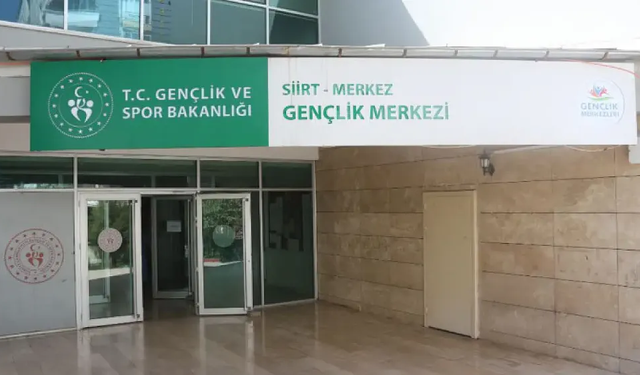 T.C. GENÇLİK VE
SPOR BAKANLIĞI
SİİRT - MERKEZ
GENÇLİK MERKEZİ
GENÇLİK
MERKEZLERİ